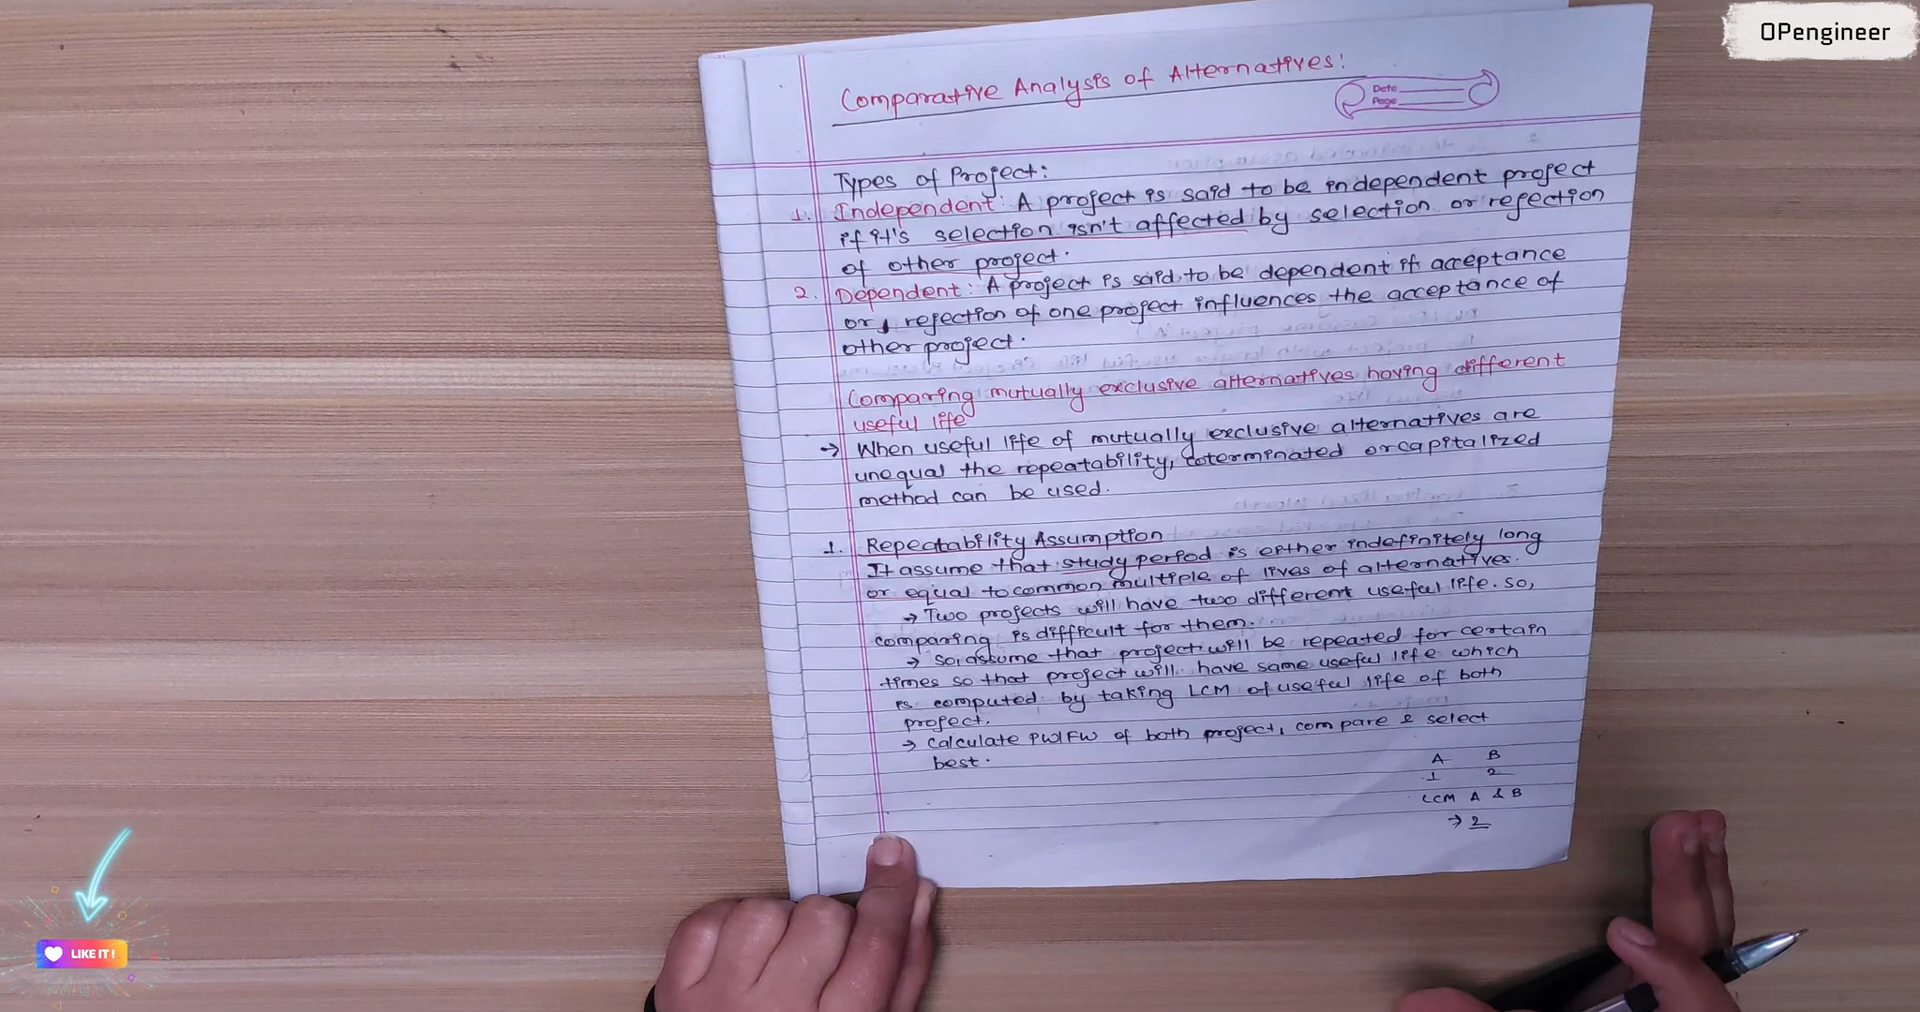 OPengineer
Comparative Analysis of Alternatives:
Date
Page
Types of Project:
1. Independent: A project is said to be independent project
if it's selection isn't affected by selection or rejection
of other project.
2. Dependent: A project is said to be dependent if acceptance
or, rejection of one project influences the acceptance of
other project.
Comparing mutually exclusive alternatives having different
useful life
→ When useful life of mutually exclusive alternatives are
unequal the repeatability, coterminated or capitalized
method can be used.
1. Repeatability Assumption
It assume that study period is either indefinitely long
or equal to common multiple of lives of alternatives.
→ Two projects will have two different useful life. so,
comparing is difficult for them.
→ so, assume that project will be repeated for certain
times so that project will have same useful life which
is computed by taking LCM of useful life of both
project.
→ Calculate PW/FW of both project, compare & select
best.
A B
1 2
LCM A & B
→ 2
LIKE IT !